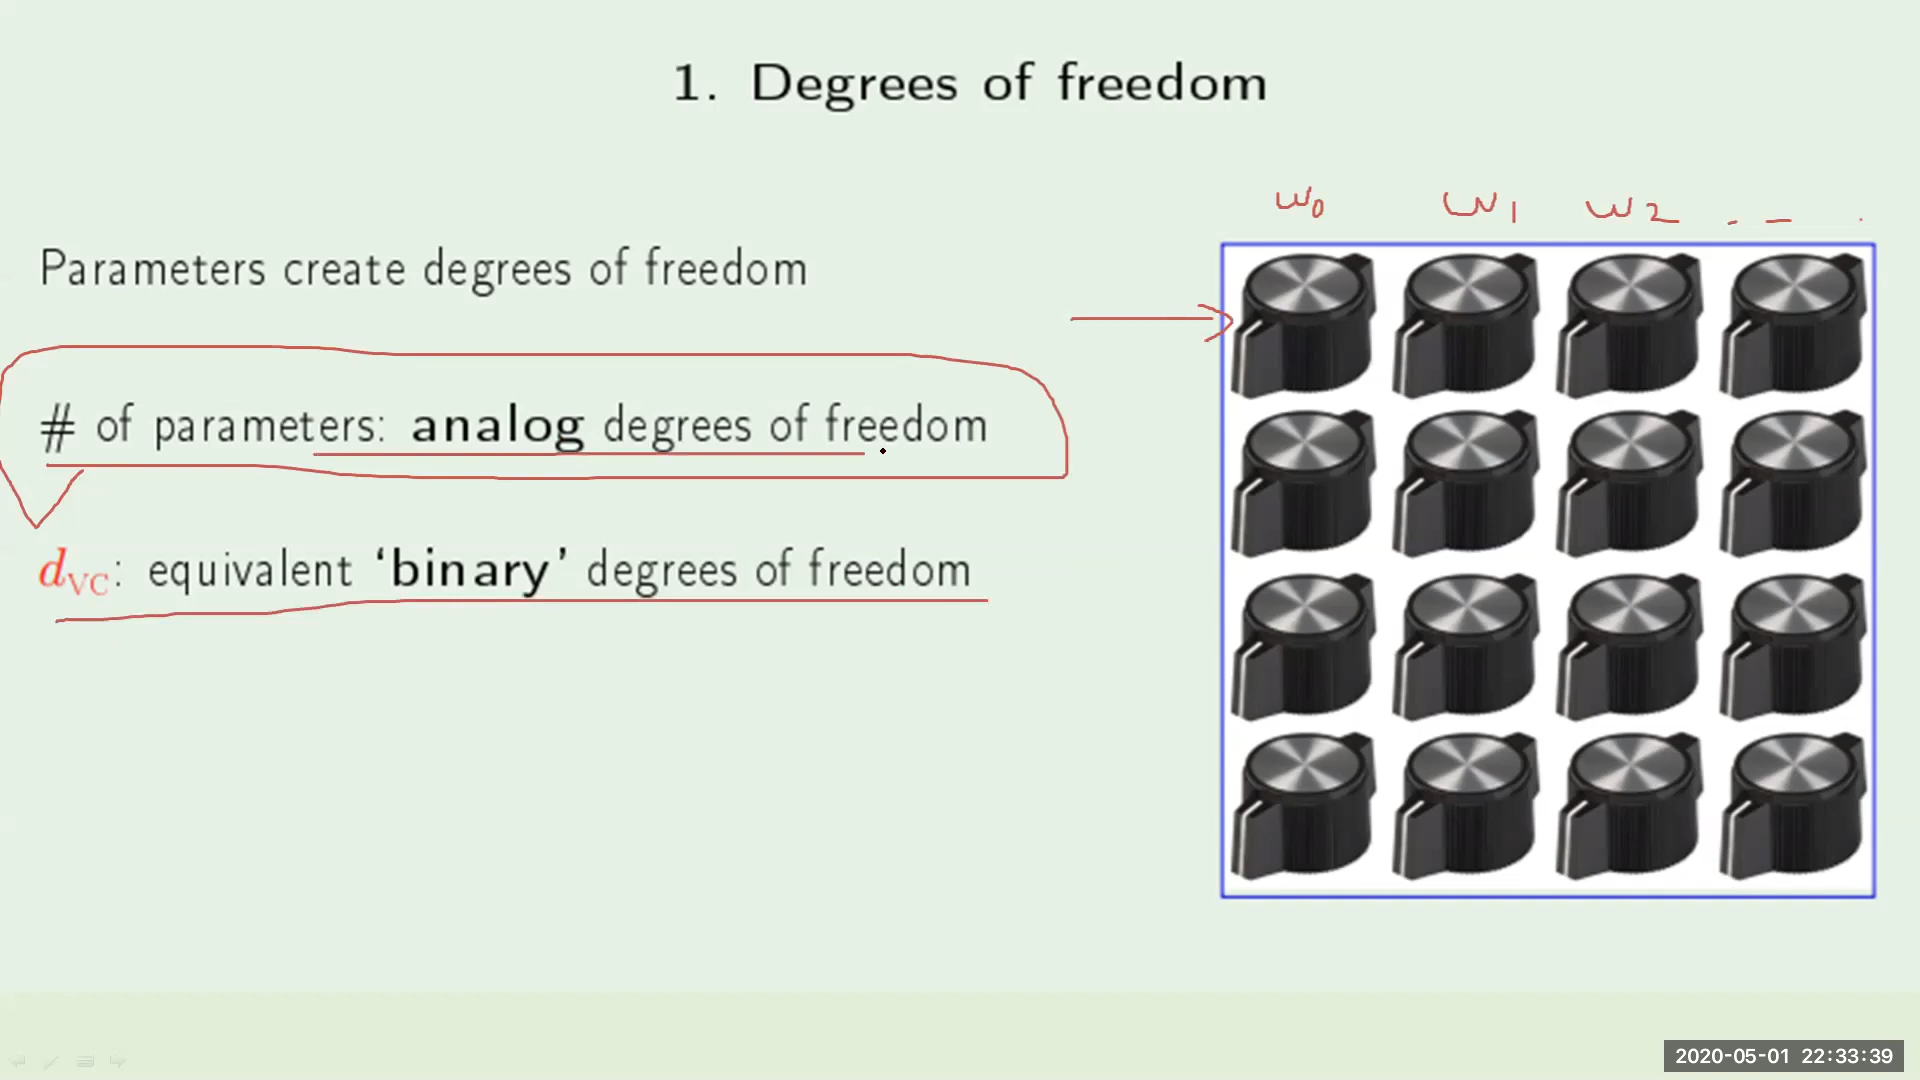 1. Degrees of freedom
w0 w1 w2 . _ .
Parameters create degrees of freedom
# of parameters: analog degrees of freedom
dVC: equivalent ‘binary’ degrees of freedom
2020-05-01 22:33:39